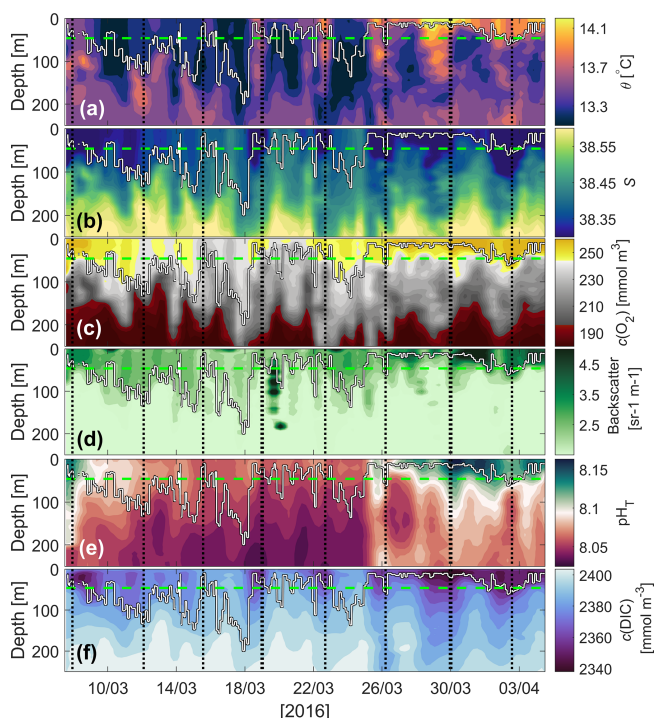 0
100
200
Depth [m]
(a)
14.1
13.7
13.3
θ [°C]
0
100
200
Depth [m]
(b)
38.55
38.45
38.35
S
0
100
200
Depth [m]
(c)
250
230
210
190
c(O₂) [mmol m⁻³]
0
100
200
Depth [m]
(d)
4.5
3.5
2.5
Backscatter
[sr-1 m-1]
0
100
200
Depth [m]
(e)
8.15
8.1
8.05
pH_T
0
100
200
Depth [m]
(f)
2400
2380
2360
2340
c(DIC)
[mmol m⁻³]
10/03 14/03 18/03 22/03 26/03 30/03 03/04
[2016]